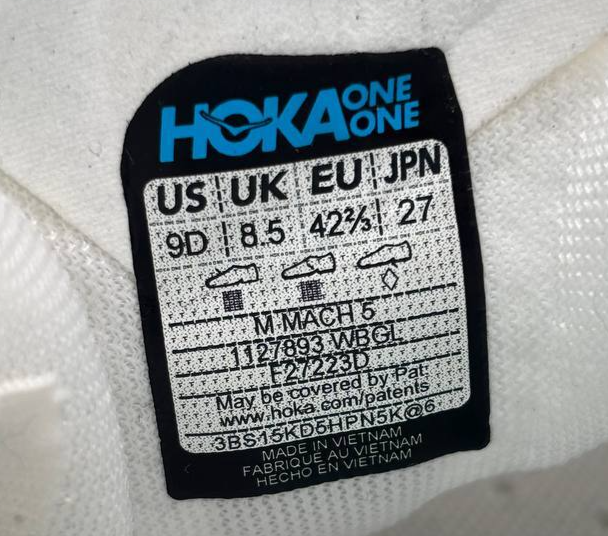 HOKA ONE ONE
US UK EU JPN
9D 8.5 42⅔ 27
M MACH 5
1127893 WBGL
F27223D
May be covered by Pat:
www.hoka.com/patents
3BS15KD5HPN5K@6
MADE IN VIETNAM
FABRIQUE AU VIETNAM
HECHO EN VIETNAM